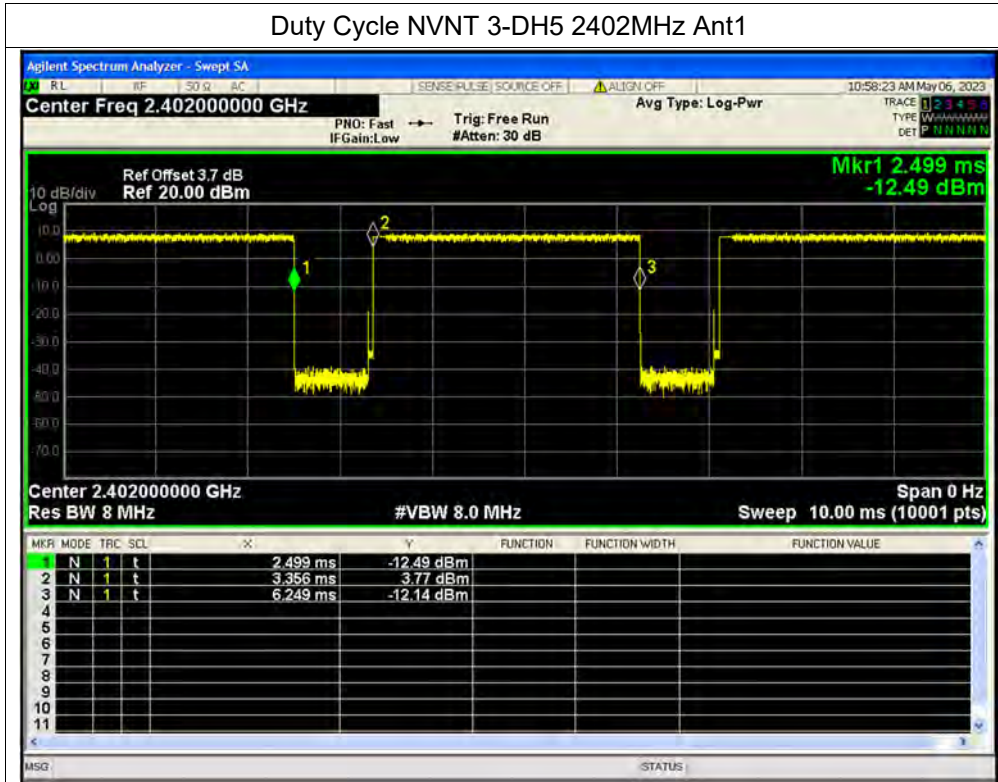 Duty Cycle NVNT 3-DH5 2402MHz Ant1
Agilent Spectrum Analyzer - Swept SA
LXI RL RF 50 Ω AC SENSE:PULSE SOURCE OFF ALIGN OFF 10:58:23 AM May 06, 2023
Center Freq 2.402000000 GHz Avg Type: Log-Pwr TRACE 1 2 3 4 5 6
PNO: Fast Trig: Free Run TYPE W
IFGain:Low #Atten: 30 dB DET P N N N N N
Mkr1 2.499 ms
Ref Offset 3.7 dB
10 dB/div Ref 20.00 dBm -12.49 dBm
Log
10.0
0.00
-10.0
-20.0
-30.0
-40.0
-50.0
-60.0
-70.0
1
2
3
Center 2.402000000 GHz Span 0 Hz
Res BW 8 MHz #VBW 8.0 MHz Sweep 10.00 ms (10001 pts)
MKR MODE TRC SCL X Y FUNCTION FUNCTION WIDTH FUNCTION VALUE
1 N 1 t 2.499 ms -12.49 dBm
2 N 1 t 3.356 ms 3.77 dBm
3 N 1 t 6.249 ms -12.14 dBm
4
5
6
7
8
9
10
11
MSG STATUS